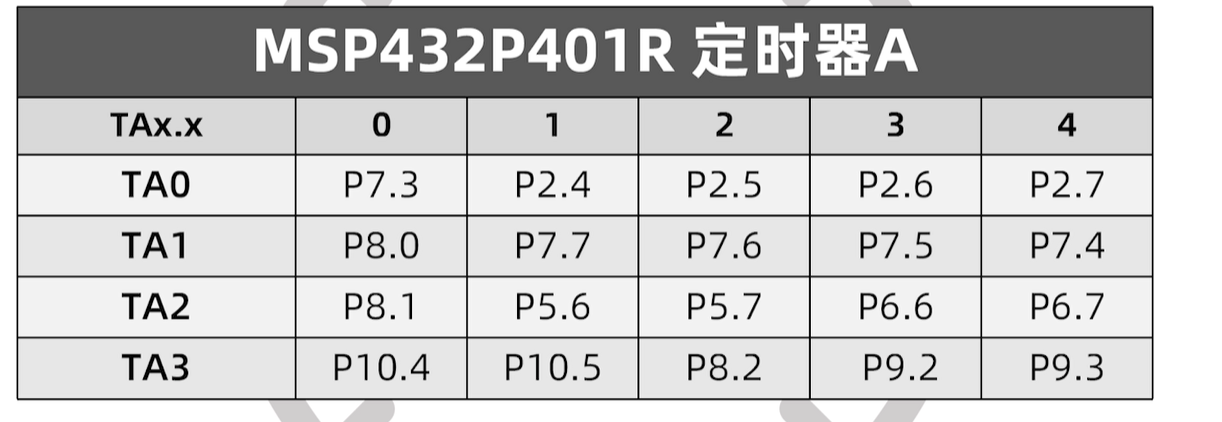 MSP432P401R 定时器A
TAx.x 0 1 2 3 4
TA0 P7.3 P2.4 P2.5 P2.6 P2.7
TA1 P8.0 P7.7 P7.6 P7.5 P7.4
TA2 P8.1 P5.6 P5.7 P6.6 P6.7
TA3 P10.4 P10.5 P8.2 P9.2 P9.3